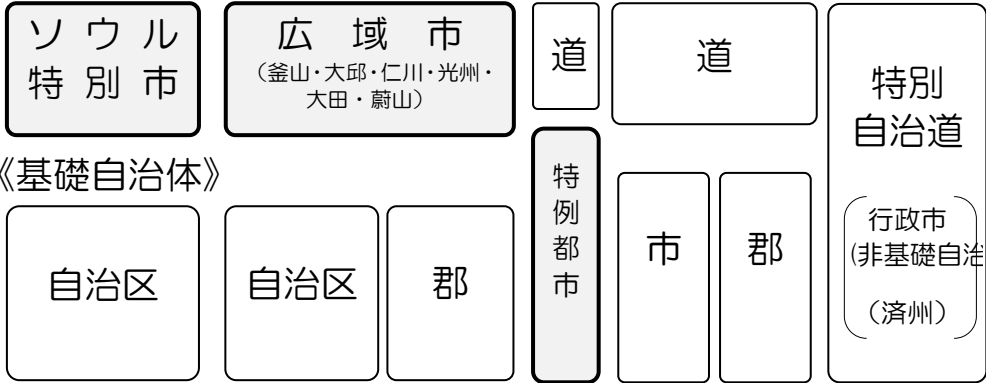 ソウル
特別市
広域市
（釜山・大邱・仁川・光州・
大田・蔚山）
道
道
特別
自治道
行政市
(非基礎自治
（済州）
《基礎自治体》
自治区
自治区
郡
特例都市
市
郡